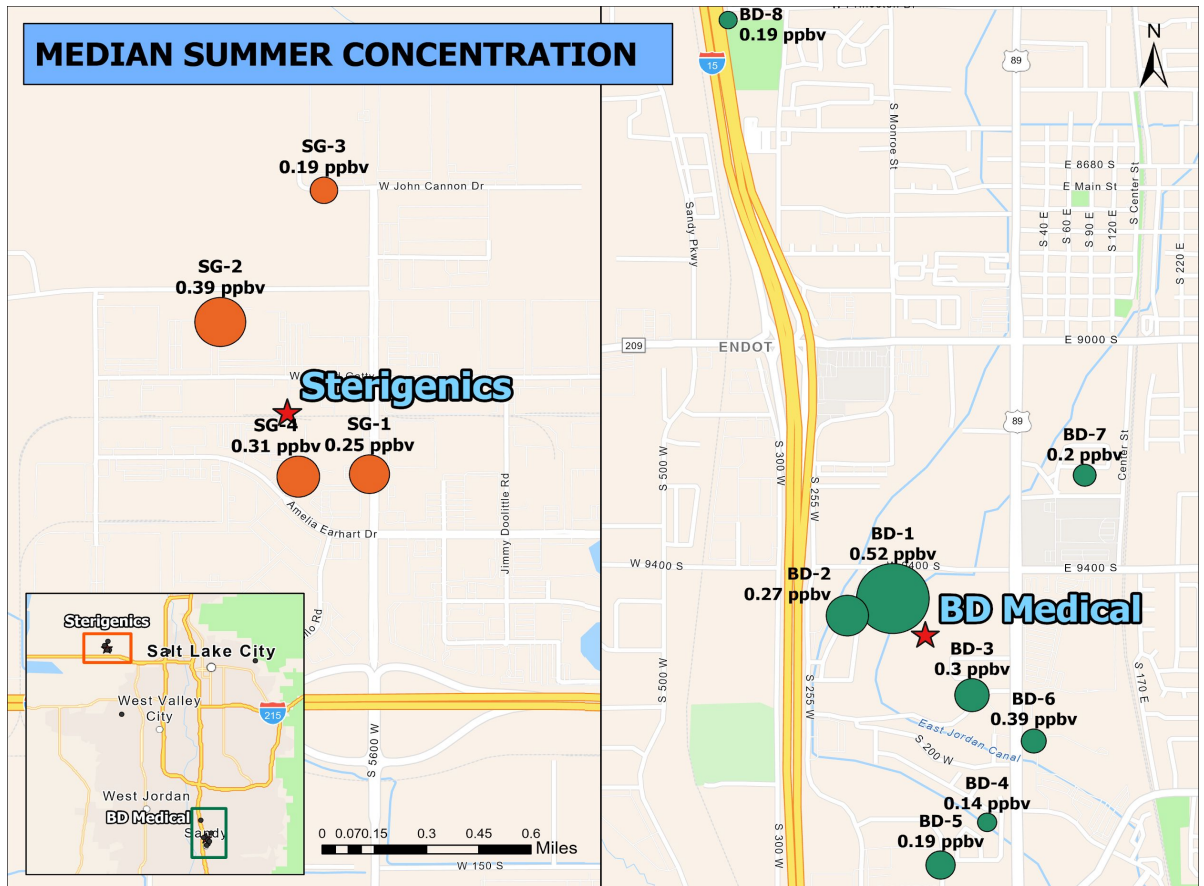 MEDIAN SUMMER CONCENTRATION
SG-3
0.19 ppbv
W John Cannon Dr
SG-2
0.39 ppbv
Sterigenics
SG-4
0.31 ppbv
SG-1
0.25 ppbv
Amelia Earhart Dr
Jimmy Doolittle Rd
S 5600 W
W 150 S
0 0.07 0.15 0.3 0.45 0.6
Miles
Sterigenics
Salt Lake City
West Valley
City
215
West Jordan
BD Medical
Sandy
BD-8
0.19 ppbv
15
89
N
S Monroe St
Sandy Pkwy
E 8680 S
E Main St
S 40 E
S 60 E
S 90 E
S 120 E
S Center St
S 220 E
209
ENDOT
E 9000 S
89
BD-7
0.2 ppbv
Center St
S 500 W
S 300 W
S 255 W
BD-1
0.52 ppbv
W 9400 S
E 9400 S
BD-2
0.27 ppbv
BD Medical
BD-3
0.3 ppbv
BD-6
0.39 ppbv
S 500 W
S 255 W
S 170 E
East Jordan Canal
S 200 W
BD-4
0.14 ppbv
BD-5
0.19 ppbv
S 300 W